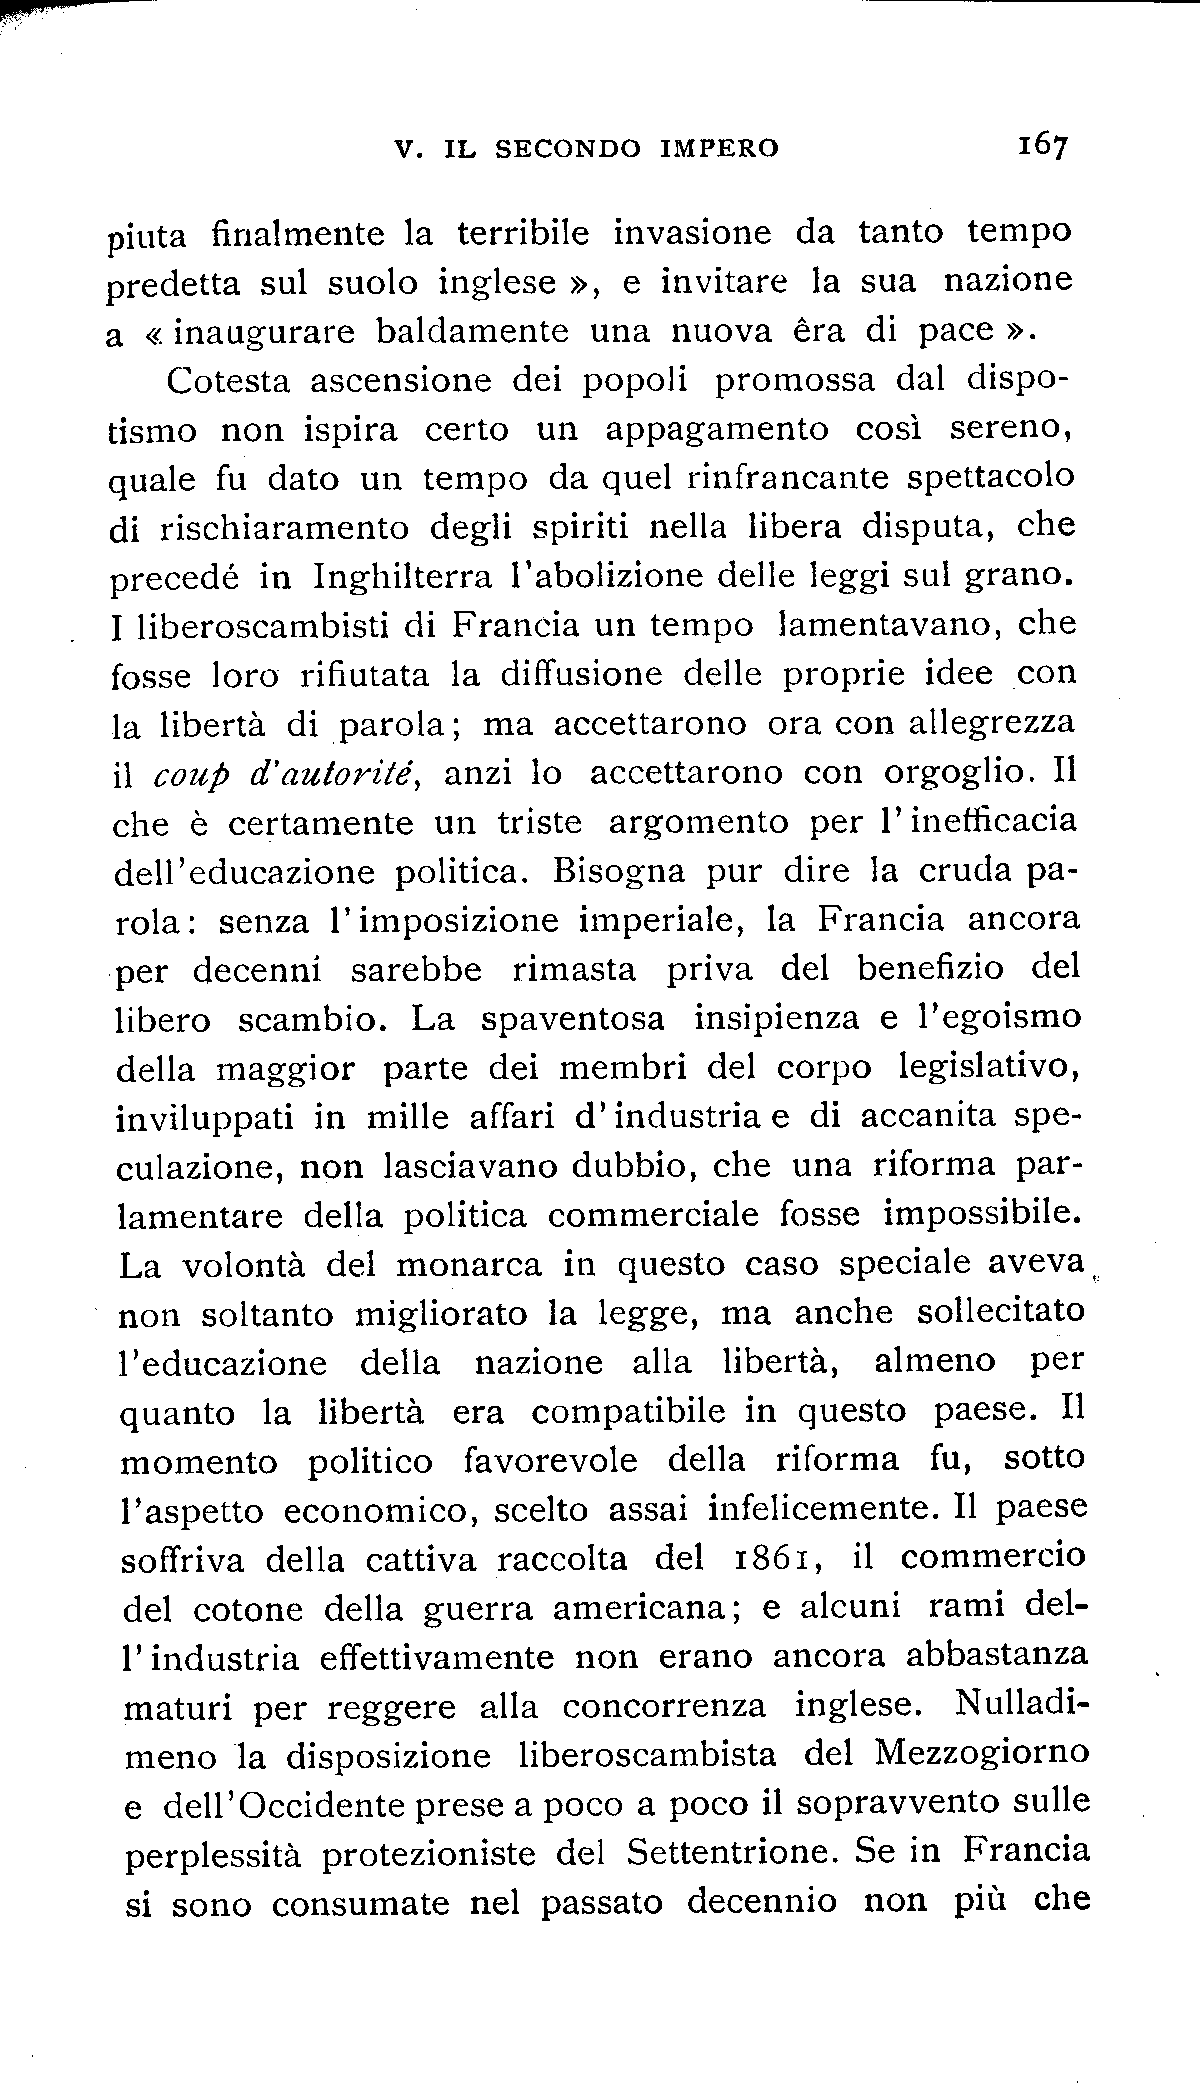 V. IL SECONDO IMPERO 167
piuta finalmente la terribile invasione da tanto tempo
predetta sul suolo inglese », e invitare la sua nazione
a « inaugurare baldamente una nuova êra di pace ».
Cotesta ascensione dei popoli promossa dal dispo-
tismo non ispira certo un appagamento così sereno,
quale fu dato un tempo da quel rinfrancante spettacolo
di rischiaramento degli spiriti nella libera disputa, che
precedé in Inghilterra l'abolizione delle leggi sul grano.
I liberoscambisti di Francia un tempo lamentavano, che
fosse loro rifiutata la diffusione delle proprie idee con
la libertà di parola; ma accettarono ora con allegrezza
il coup d'autorité, anzi lo accettarono con orgoglio. Il
che è certamente un triste argomento per l'inefficacia
dell'educazione politica. Bisogna pur dire la cruda pa-
rola: senza l'imposizione imperiale, la Francia ancora
per decenni sarebbe rimasta priva del benefizio del
libero scambio. La spaventosa insipienza e l'egoismo
della maggior parte dei membri del corpo legislativo,
inviluppati in mille affari d'industria e di accanita spe-
culazione, non lasciavano dubbio, che una riforma par-
lamentare della politica commerciale fosse impossibile.
La volontà del monarca in questo caso speciale aveva
non soltanto migliorato la legge, ma anche sollecitato
l'educazione della nazione alla libertà, almeno per
quanto la libertà era compatibile in questo paese. Il
momento politico favorevole della riforma fu, sotto
l'aspetto economico, scelto assai infelicemente. Il paese
soffriva della cattiva raccolta del 1861, il commercio
del cotone della guerra americana; e alcuni rami del-
l'industria effettivamente non erano ancora abbastanza
maturi per reggere alla concorrenza inglese. Nulladi-
meno la disposizione liberoscambista del Mezzogiorno
e dell'Occidente prese a poco a poco il sopravvento sulle
perplessità protezioniste del Settentrione. Se in Francia
si sono consumate nel passato decennio non più che